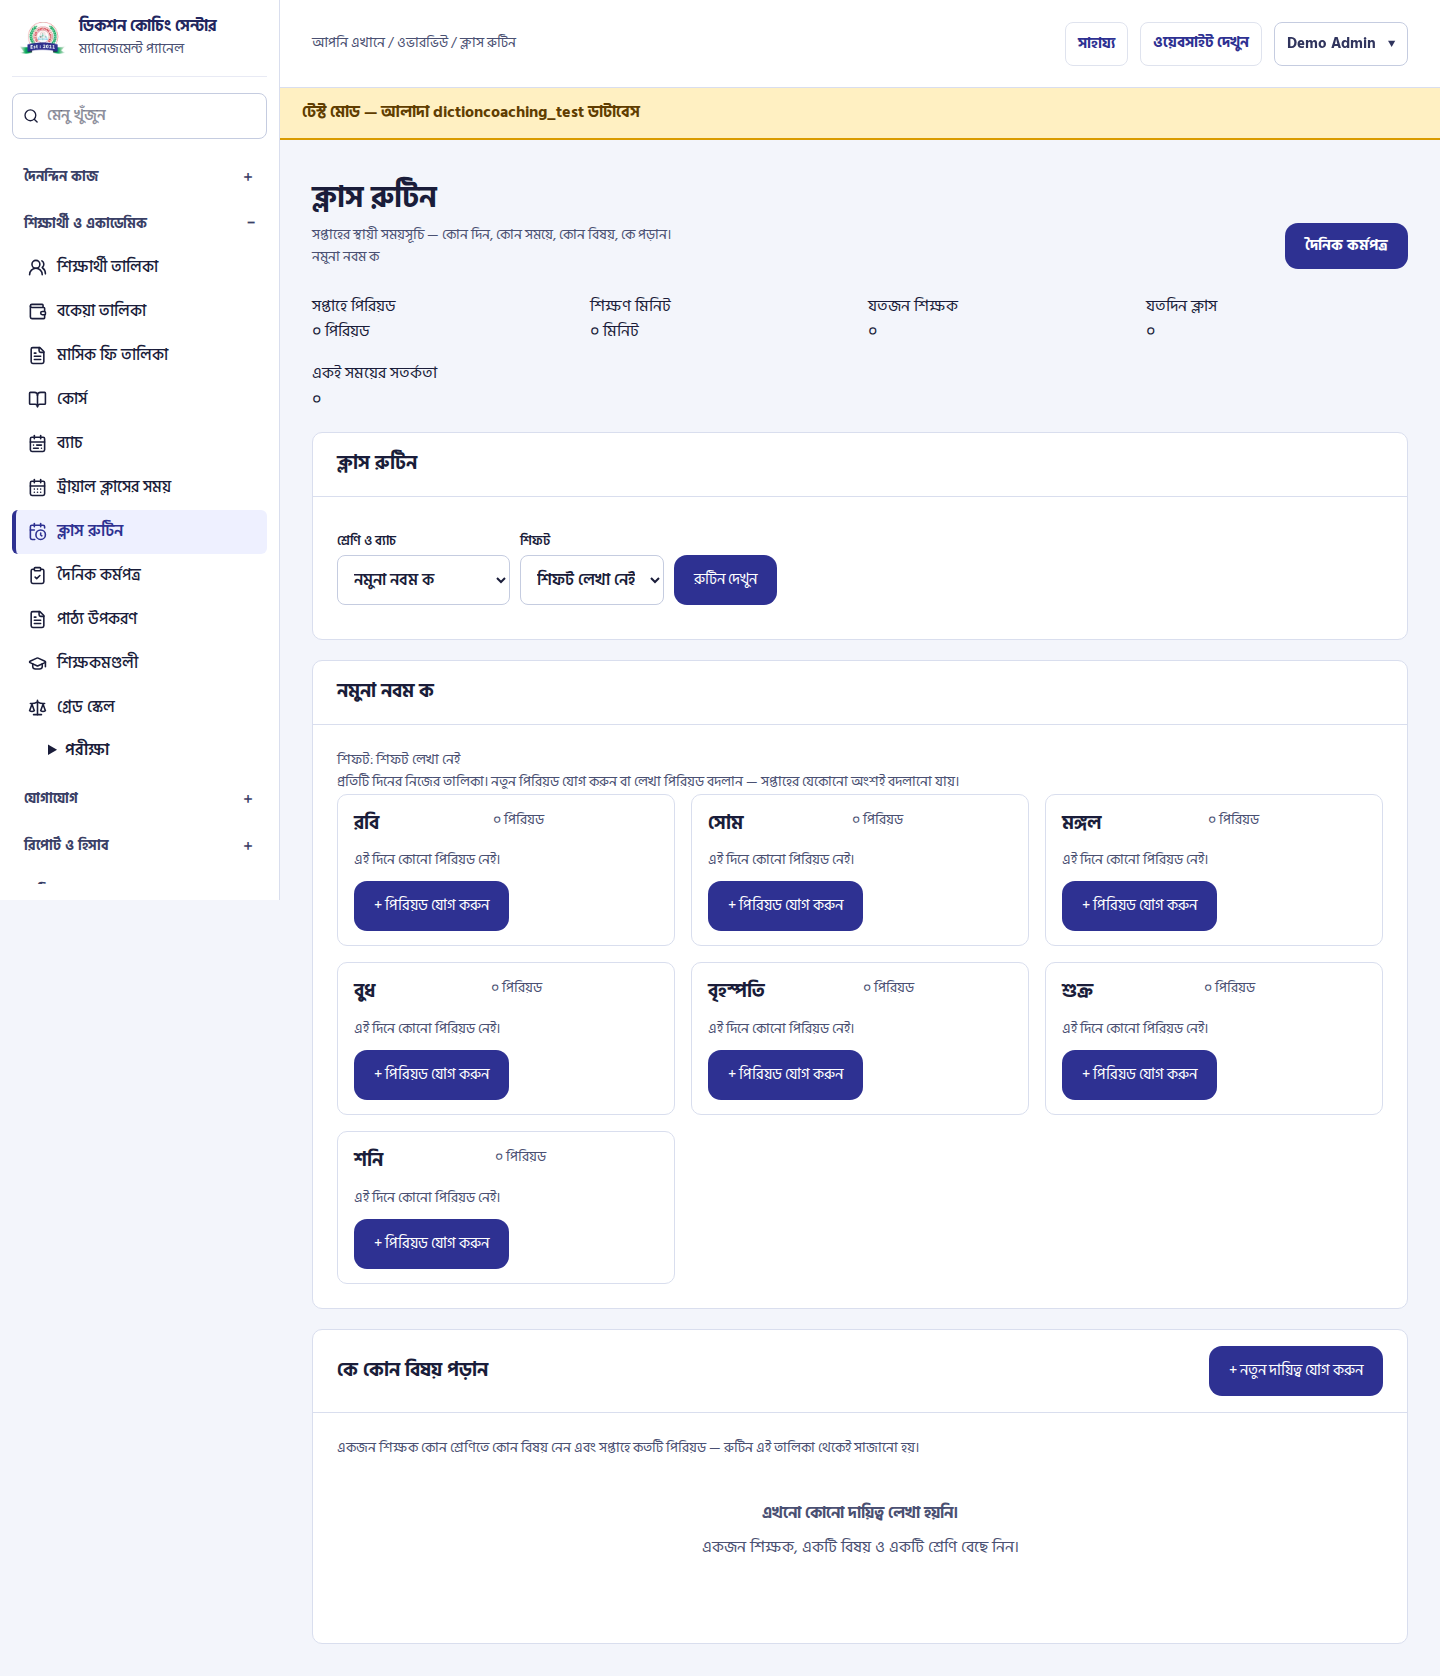 ডিকশন কোচিং সেন্টার
ম্যানেজমেন্ট প্যানেল
মেনু খুঁজুন
দৈনন্দিন কাজ +
শিক্ষার্থী ও একাডেমিক −
শিক্ষার্থী তালিকা
বকেয়া তালিকা
মাসিক ফি তালিকা
কোর্স
ব্যাচ
ট্রায়াল ক্লাসের সময়
ক্লাস রুটিন
দৈনিক কর্মপত্র
পাঠ্য উপকরণ
শিক্ষকমণ্ডলী
গ্রেড স্কেল
▶ পরীক্ষা
যোগাযোগ +
রিপোর্ট ও হিসাব +
আপনি এখানে / ওভারভিউ / ক্লাস রুটিন
সাহায্য
ওয়েবসাইট দেখুন
Demo Admin ▾
টেস্ট মোড — আলাদা dictioncoaching_test ডাটাবেস
ক্লাস রুটিন
সপ্তাহের স্থায়ী সময়সূচি — কোন দিন, কোন সময়ে, কোন বিষয়, কে পড়ান।
নমুনা নবম ক
দৈনিক কর্মপত্র
সপ্তাহে পিরিয়ড
০ পিরিয়ড
শিক্ষণ মিনিট
০ মিনিট
যতজন শিক্ষক
০
যতদিন ক্লাস
০
একই সময়ের সতর্কতা
০
ক্লাস রুটিন
শ্রেণি ও ব্যাচ
নমুনা নবম ক
শিফট
শিফট লেখা নেই
রুটিন দেখুন
নমুনা নবম ক
শিফট: শিফট লেখা নেই
প্রতিটি দিনের নিজের তালিকা। নতুন পিরিয়ড যোগ করুন বা লেখা পিরিয়ড বদলান — সপ্তাহের যেকোনো অংশই বদলানো যায়।
রবি ০ পিরিয়ড
এই দিনে কোনো পিরিয়ড নেই।
+ পিরিয়ড যোগ করুন
সোম ০ পিরিয়ড
এই দিনে কোনো পিরিয়ড নেই।
+ পিরিয়ড যোগ করুন
মঙ্গল ০ পিরিয়ড
এই দিনে কোনো পিরিয়ড নেই।
+ পিরিয়ড যোগ করুন
বুধ ০ পিরিয়ড
এই দিনে কোনো পিরিয়ড নেই।
+ পিরিয়ড যোগ করুন
বৃহস্পতি ০ পিরিয়ড
এই দিনে কোনো পিরিয়ড নেই।
+ পিরিয়ড যোগ করুন
শুক্র ০ পিরিয়ড
এই দিনে কোনো পিরিয়ড নেই।
+ পিরিয়ড যোগ করুন
শনি ০ পিরিয়ড
এই দিনে কোনো পিরিয়ড নেই।
+ পিরিয়ড যোগ করুন
কে কোন বিষয় পড়ান
+ নতুন দায়িত্ব যোগ করুন
একজন শিক্ষক কোন শ্রেণিতে কোন বিষয় নেন এবং সপ্তাহে কতটি পিরিয়ড — রুটিন এই তালিকা থেকেই সাজানো হয়।
এখনো কোনো দায়িত্ব লেখা হয়নি।
একজন শিক্ষক, একটি বিষয় ও একটি শ্রেণি বেছে নিন।